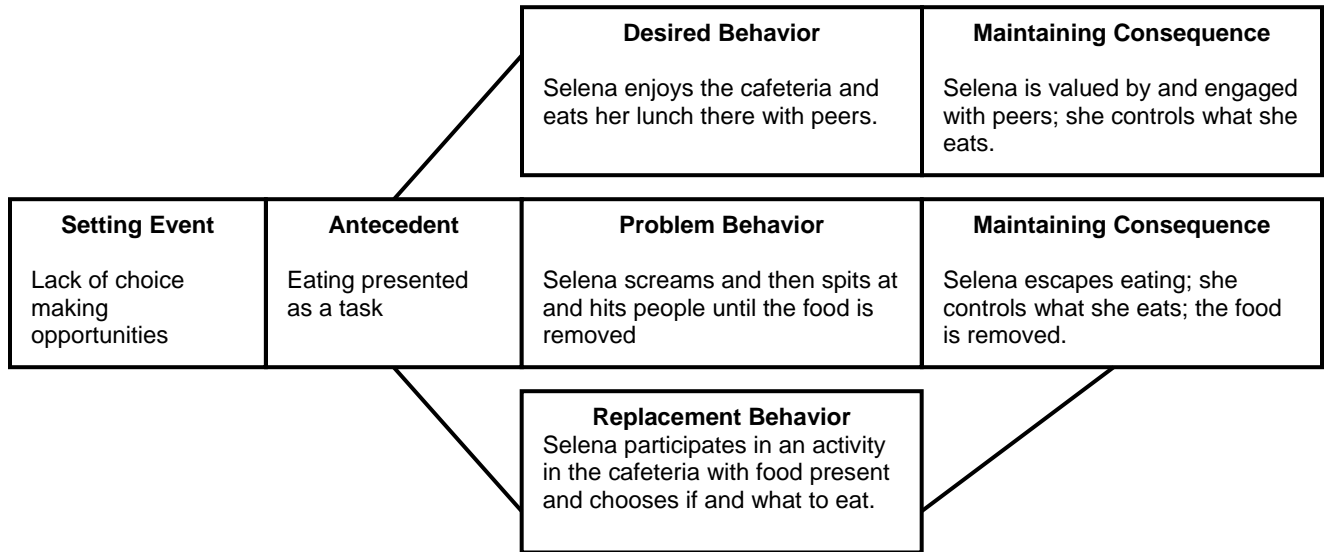 Desired Behavior
Selena enjoys the cafeteria and
eats her lunch there with peers.
Maintaining Consequence
Selena is valued by and engaged
with peers; she controls what she
eats.
Setting Event
Lack of choice
making
opportunities
Antecedent
Eating presented
as a task
Problem Behavior
Selena screams and then spits at
and hits people until the food is
removed
Maintaining Consequence
Selena escapes eating; she
controls what she eats; the food
is removed.
Replacement Behavior
Selena participates in an activity
in the cafeteria with food present
and chooses if and what to eat.